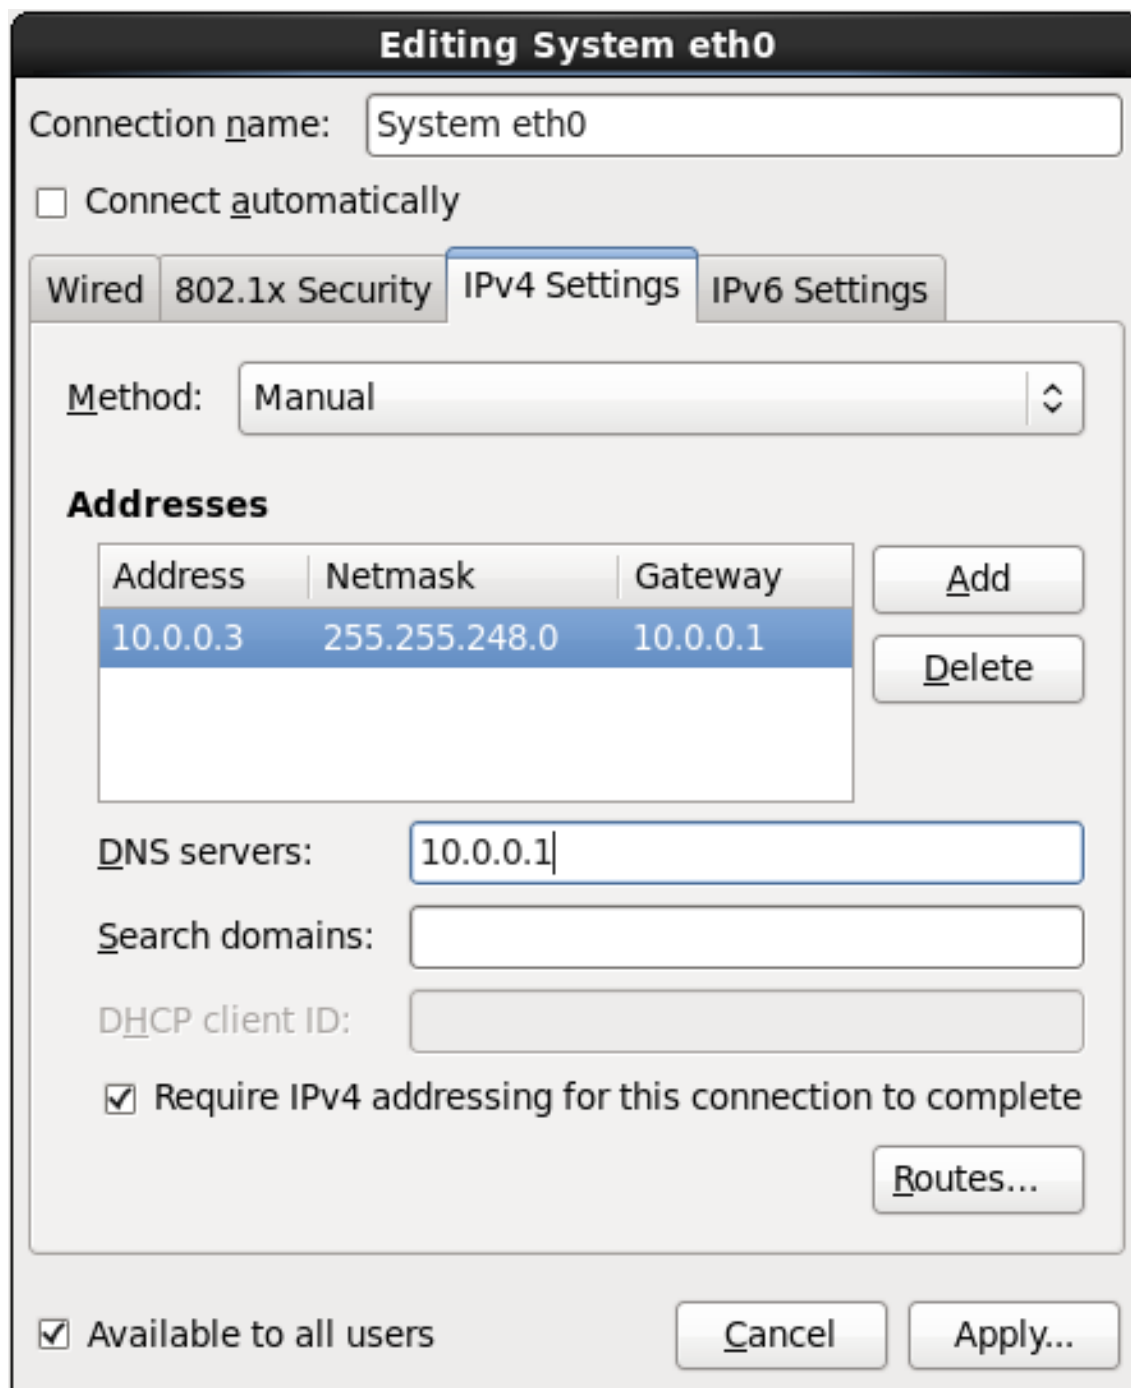 Editing System eth0
Connection name: System eth0
Connect automatically
Wired 802.1x Security IPv4 Settings IPv6 Settings
Method: Manual
Addresses
Address Netmask Gateway Add
10.0.0.3 255.255.248.0 10.0.0.1
Delete
DNS servers: 10.0.0.1
Search domains:
DHCP client ID:
Require IPv4 addressing for this connection to complete
Routes...
Available to all users Cancel Apply...